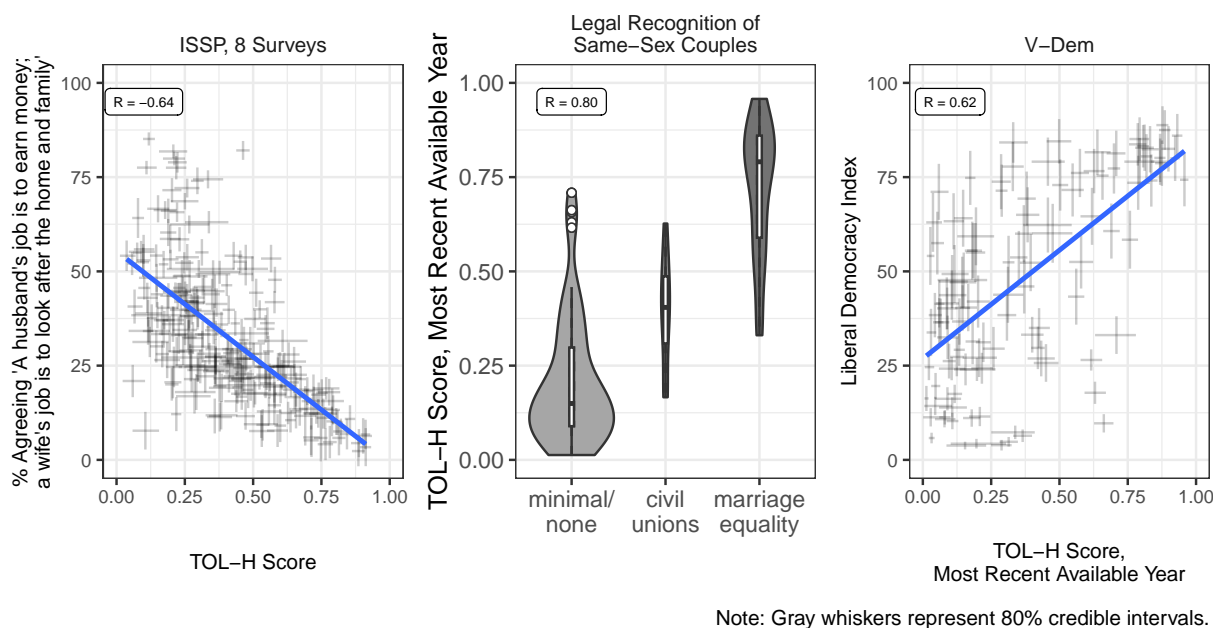 ISSP, 8 Surveys
% Agreeing 'A husband's job is to earn money;
a wife's job is to look after the home and family'
100
75
50
25
0
R = −0.64
0.00 0.25 0.50 0.75 1.00
TOL−H Score
Legal Recognition of
Same−Sex Couples
TOL−H Score, Most Recent Available Year
1.00
0.75
0.50
0.25
0.00
R = 0.80
minimal/
none
civil
unions
marriage
equality
V−Dem
Liberal Democracy Index
100
75
50
25
0
R = 0.62
0.00 0.25 0.50 0.75 1.00
TOL−H Score,
Most Recent Available Year
Note: Gray whiskers represent 80% credible intervals.